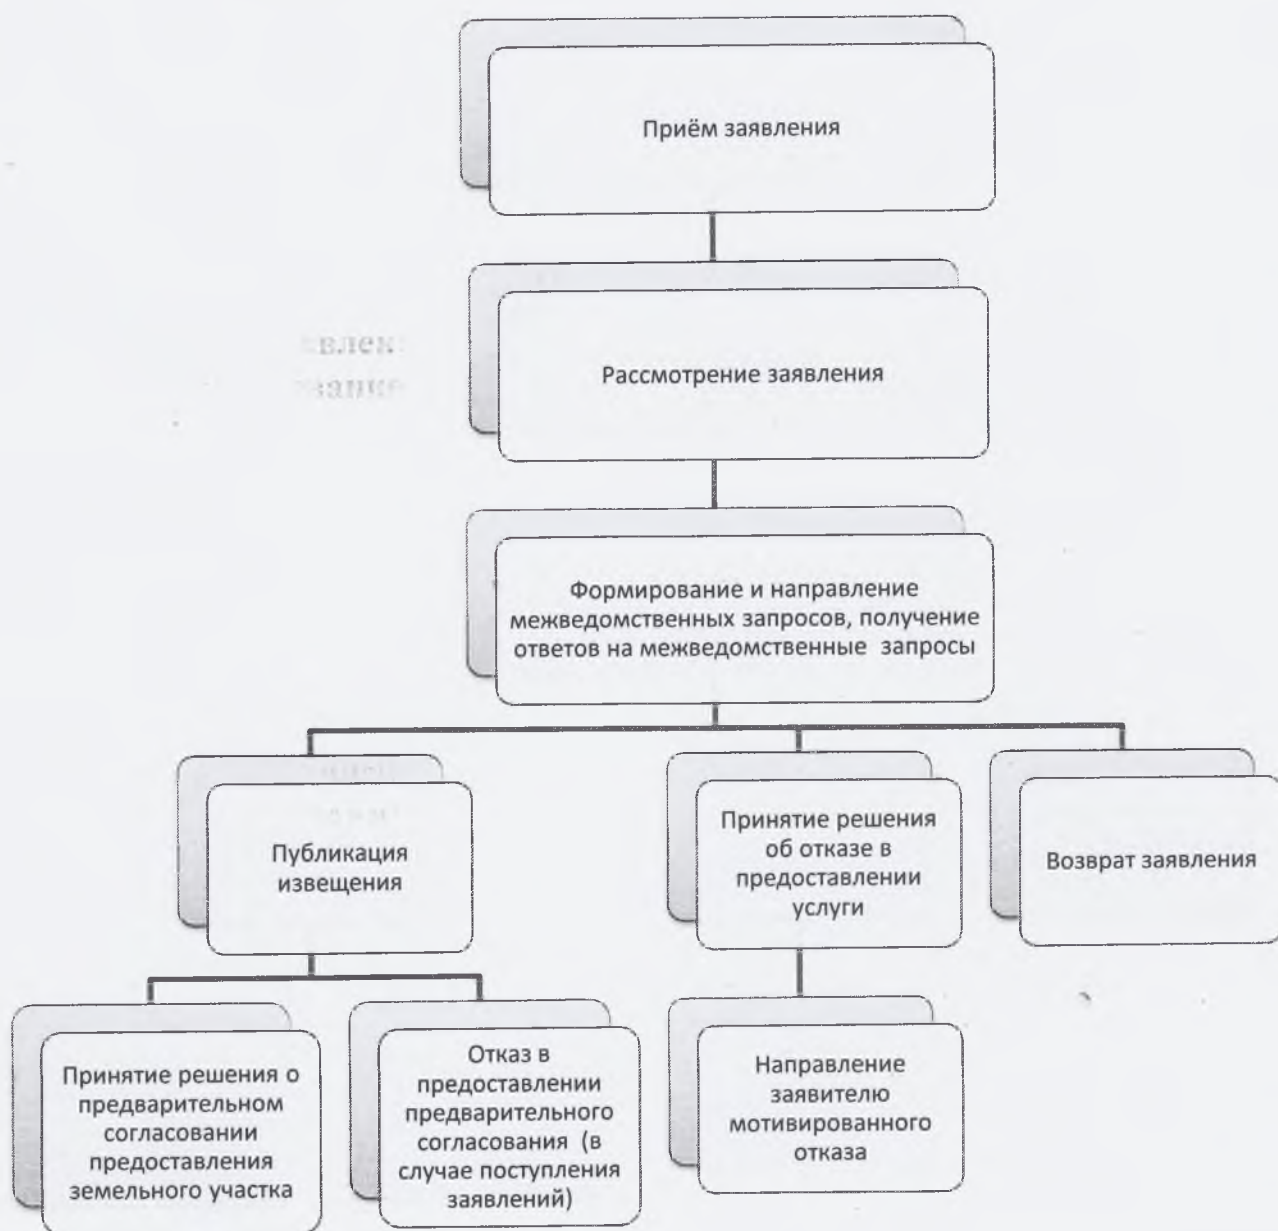 Приём заявления
Рассмотрение заявления
Формирование и направление
межведомственных запросов, получение
ответов на межведомственные запросы
Публикация
извещения
Принятие решения
об отказе в
предоставлении
услуги
Возврат заявления
Принятие решения о
предварительном
согласовании
предоставления
земельного участка
Отказ в
предоставлении
предварительного
согласования (в
случае поступления
заявлений)
Направление
заявителю
мотивированного
отказа